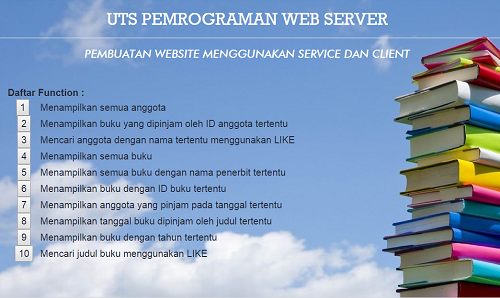 UTS PEMROGRAMAN WEB SERVER
PEMBUATAN WEBSITE MENGGUNAKAN SERVICE DAN CLIENT
Daftar Function :
1 Menampilkan semua anggota
2 Menampilkan buku yang dipinjam oleh ID anggota tertentu
3 Mencari anggota dengan nama tertentu menggunakan LIKE
4 Menampilkan semua buku
5 Menampilkan semua buku dengan nama penerbit tertentu
6 Menampilkan buku dengan ID buku tertentu
7 Menampilkan anggota yang pinjam pada tanggal tertentu
8 Menampilkan tanggal buku dipinjam oleh judul tertentu
9 Menampilkan buku dengan tahun tertentu
10 Mencari judul buku menggunakan LIKE